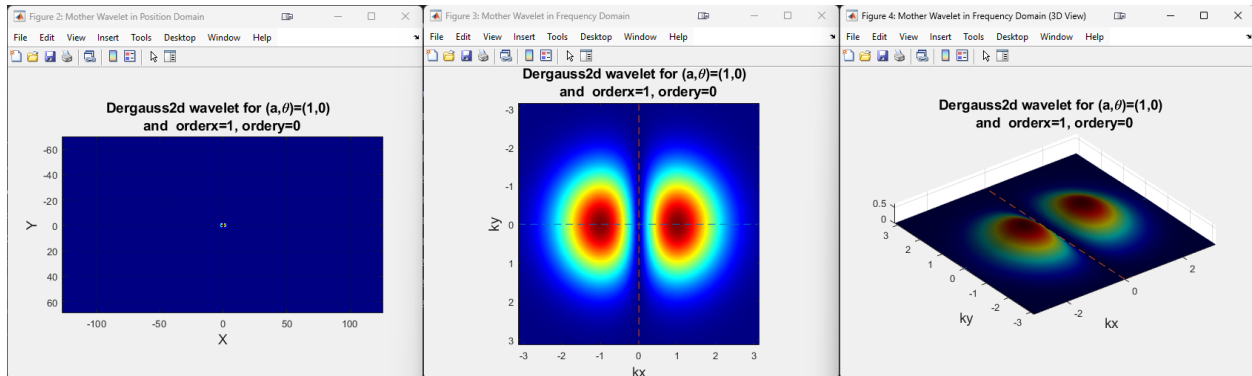 Figure 2: Mother Wavelet in Position Domain
File Edit View Insert Tools Desktop Window Help
Dergauss2d wavelet for (a,θ)=(1,0)
and orderx=1, ordery=0
-60
-40
-20
0
20
40
60
Y
-100 -50 0 50 100
X
Figure 3: Mother Wavelet in Frequency Domain
File Edit View Insert Tools Desktop Window Help
Dergauss2d wavelet for (a,θ)=(1,0)
and orderx=1, ordery=0
-3
-2
-1
0
1
2
3
ky
-3 -2 -1 0 1 2 3
kx
Figure 4: Mother Wavelet in Frequency Domain (3D View)
File Edit View Insert Tools Desktop Window Help
Dergauss2d wavelet for (a,θ)=(1,0)
and orderx=1, ordery=0
0.5
0
3
2
1
0
-1
-2
-3
ky
-2
0
2
kx